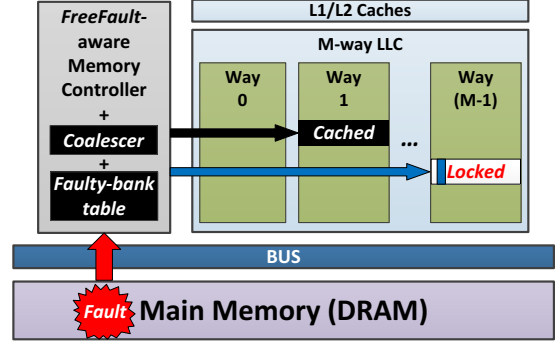 FreeFault-
aware
Memory
Controller
+
Coalescer
+
Faulty-bank
table
L1/L2 Caches
M-way LLC
Way
0
Way
1
Cached
...
Way
(M-1)
Locked
BUS
Fault
Main Memory (DRAM)